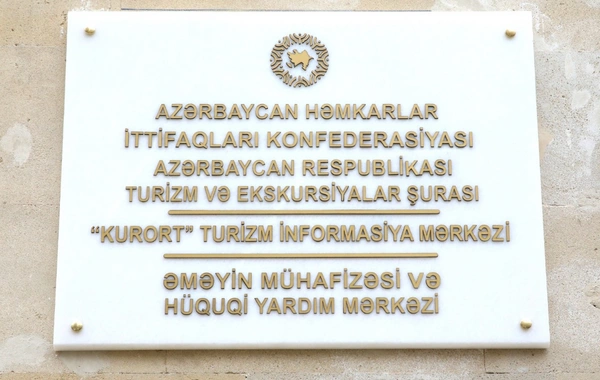 AZƏRBAYCAN HƏMKARLAR
İTTİFAQLARI KONFEDERASİYASI
AZƏRBAYCAN RESPUBLİKASI
TURİZM VƏ EKSKURSİYALAR ŞURASI
“KURORT” TURİZM İNFORMASİYA MƏRKƏZİ
ƏMƏYİN MÜHAFİZƏSİ VƏ
HÜQUQİ YARDIM MƏRKƏZİ